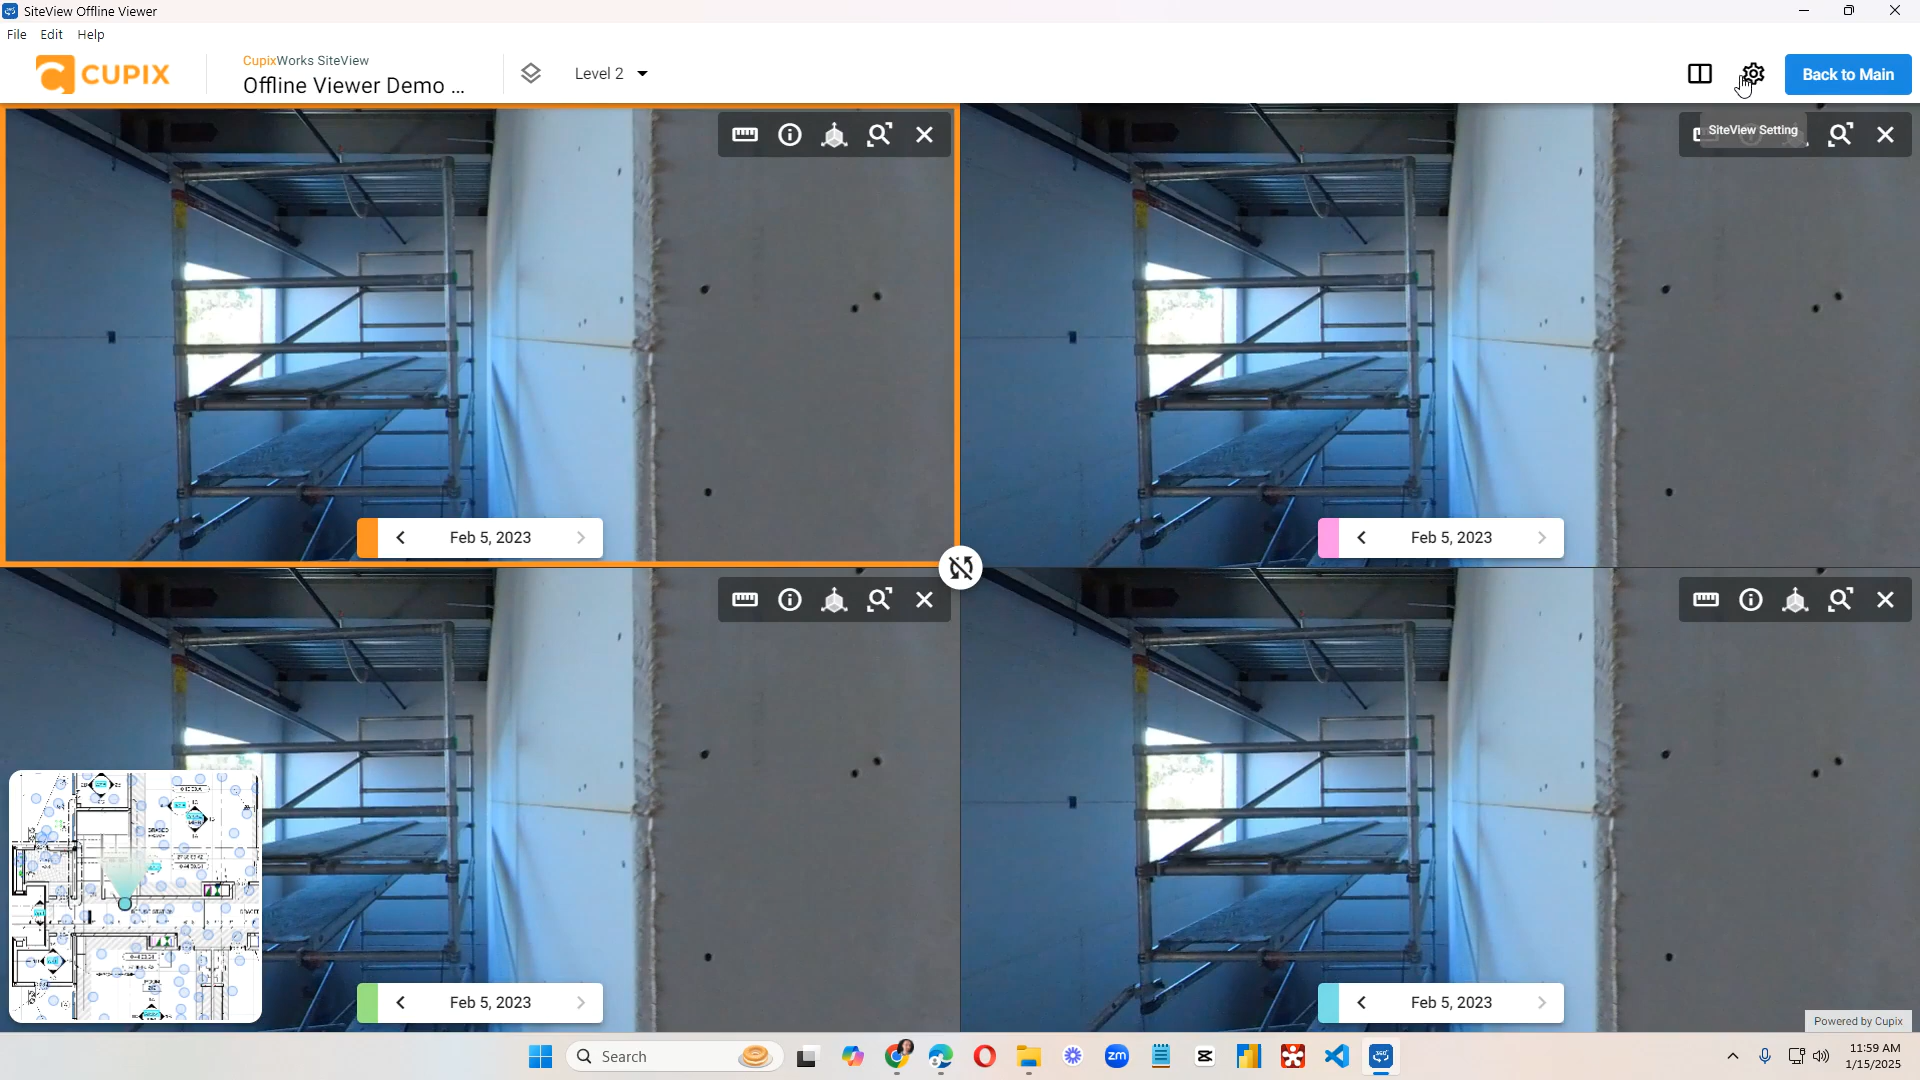 SiteView Offline Viewer
File Edit Help
CUPIX
CupixWorks SiteView
Offline Viewer Demo ...
Level 2
Back to Main
SiteView Setting
Feb 5, 2023
Feb 5, 2023
Feb 5, 2023
Feb 5, 2023
Powered by Cupix
Search
zm
11:59 AM
1/15/2025